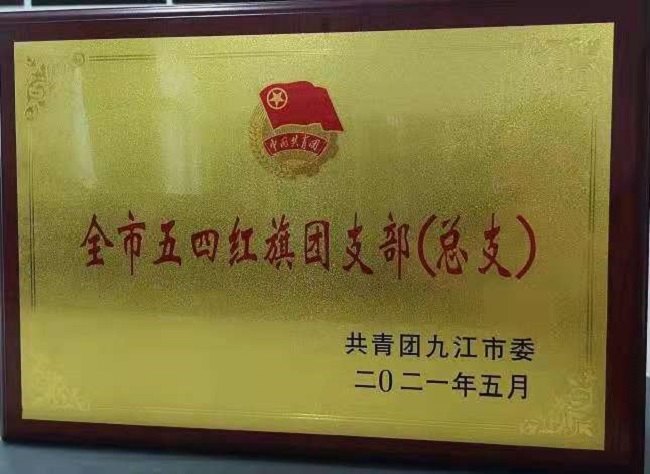 中国共青团
全市五四红旗团支部(总支)
共青团九江市委
二0二一年五月